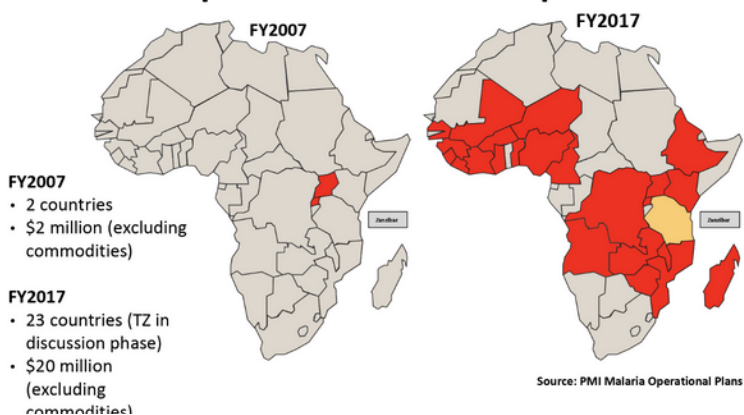 FY2007
FY2017
FY2007
• 2 countries
• $2 million (excluding
commodities)
Zanzibar
Zanzibar
FY2017
• 23 countries (TZ in
discussion phase)
• $20 million
(excluding
commodities)
Source: PMI Malaria Operational Plans